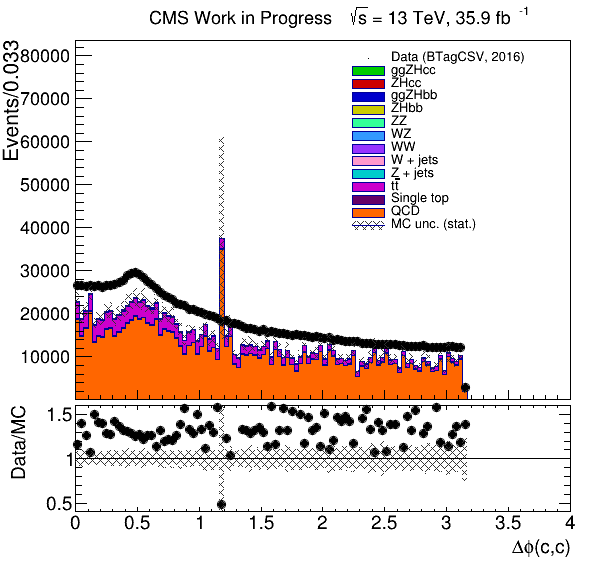 CMS Work in Progress √s = 13 TeV, 35.9 fb⁻¹
Events/0.033
80000
70000
60000
50000
40000
30000
20000
10000
Data (BTagCSV, 2016)
ggZHcc
ZHcc
ggZHbb
ZHbb
ZZ
WZ
WW
W + jets
Z + jets
tt̅
Single top
QCD
MC unc. (stat.)
Data/MC
1.5
1
0.5
0 0.5 1 1.5 2 2.5 3 3.5 4
Δϕ(c,c)